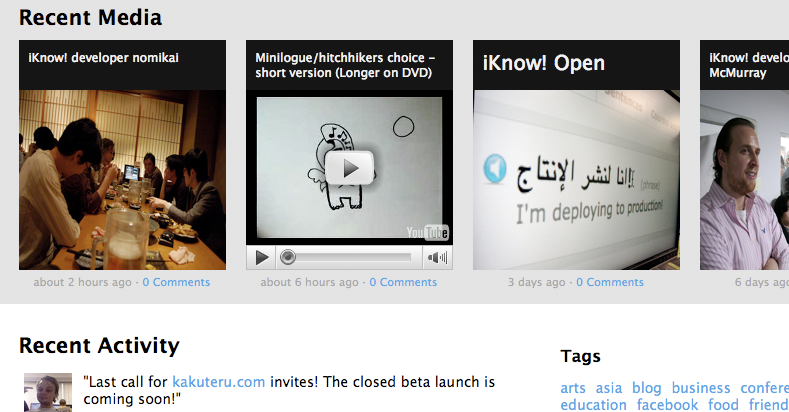 Recent Media
iKnow! developer nomikai
Minilogue/hitchhikers choice -
short version (Longer on DVD)
iKnow! Open
iKnow! develo
McMurray
YouTube
Sentences
انا لنشر الإنتاج!
(phrase)
I'm deploying to production!
about 2 hours ago · 0 Comments
about 6 hours ago · 0 Comments
3 days ago · 0 Comments
6 days ag
Recent Activity
"Last call for kakuteru.com invites! The closed beta launch is
coming soon!"
Tags
arts asia blog business confere
education facebook food friend